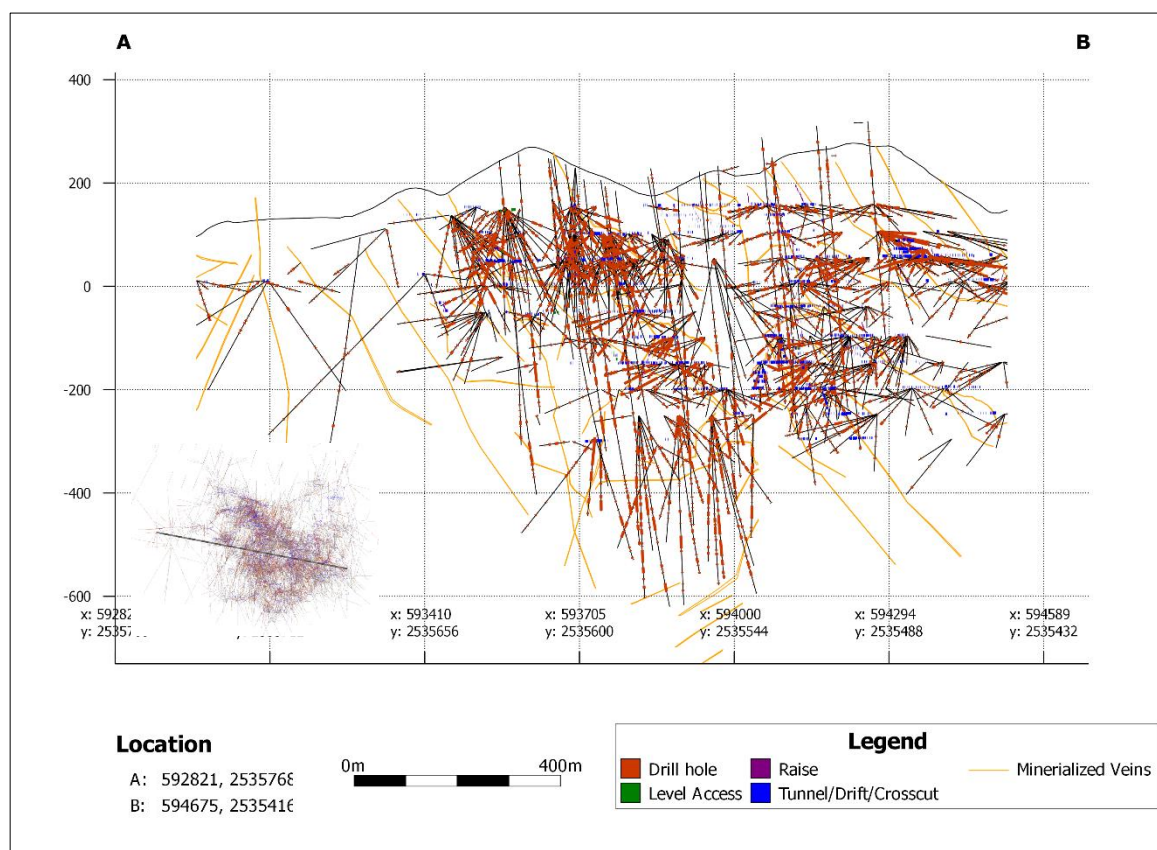 A B
400
200
0
-200
-400
-600
x: 593410 x: 593705 x: 594000 x: 594294 x: 594589
y: 2535656 y: 2535600 y: 2535544 y: 2535488 y: 2535432
Location
A: 592821, 2535768
B: 594675, 2535416
0m 400m
Legend
Drill hole Raise Minerialized Veins
Level Access Tunnel/Drift/Crosscut